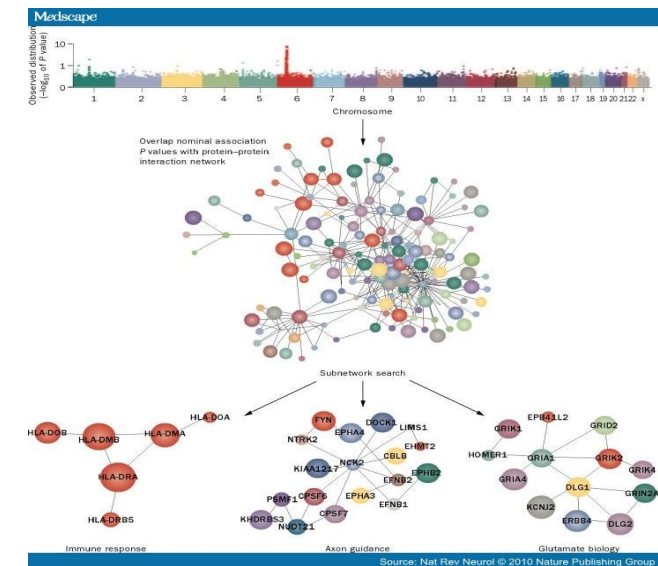 Medscape
Observed distribution
(–log10 of P value)
10
1
0
1 2 3 4 5 6 7 8 9 10 11 12 13 14 15 16 17 18 19 20 21 22 x
Chromosome
Overlap nominal association
P values with protein–protein
interaction network
Subnetwork search
HLA-DOB
HLA-DMB
HLA-DMA
HLA-DOA
HLA-DRA
HLA-DRB5
Immune response
FYN
DOCK1
EPHA4
LIMS1
NTRK2
EHMT2
CBLB
NCK2
KIAA1217
EPHB2
EFNB2
PSMF1
CPSF6
EPHA3
EFNB1
CPSF7
KHDRBS3
NUDT21
Axon guidance
EPB41L2
GRID2
GRIK1
HOMER1
GRIA1
GRIK2
GRIK4
GRIA4
DLG1
GRIN2A
KCNJ2
ERBB4
DLG2
Glutamate biology
Source: Nat Rev Neurol © 2010 Nature Publishing Group